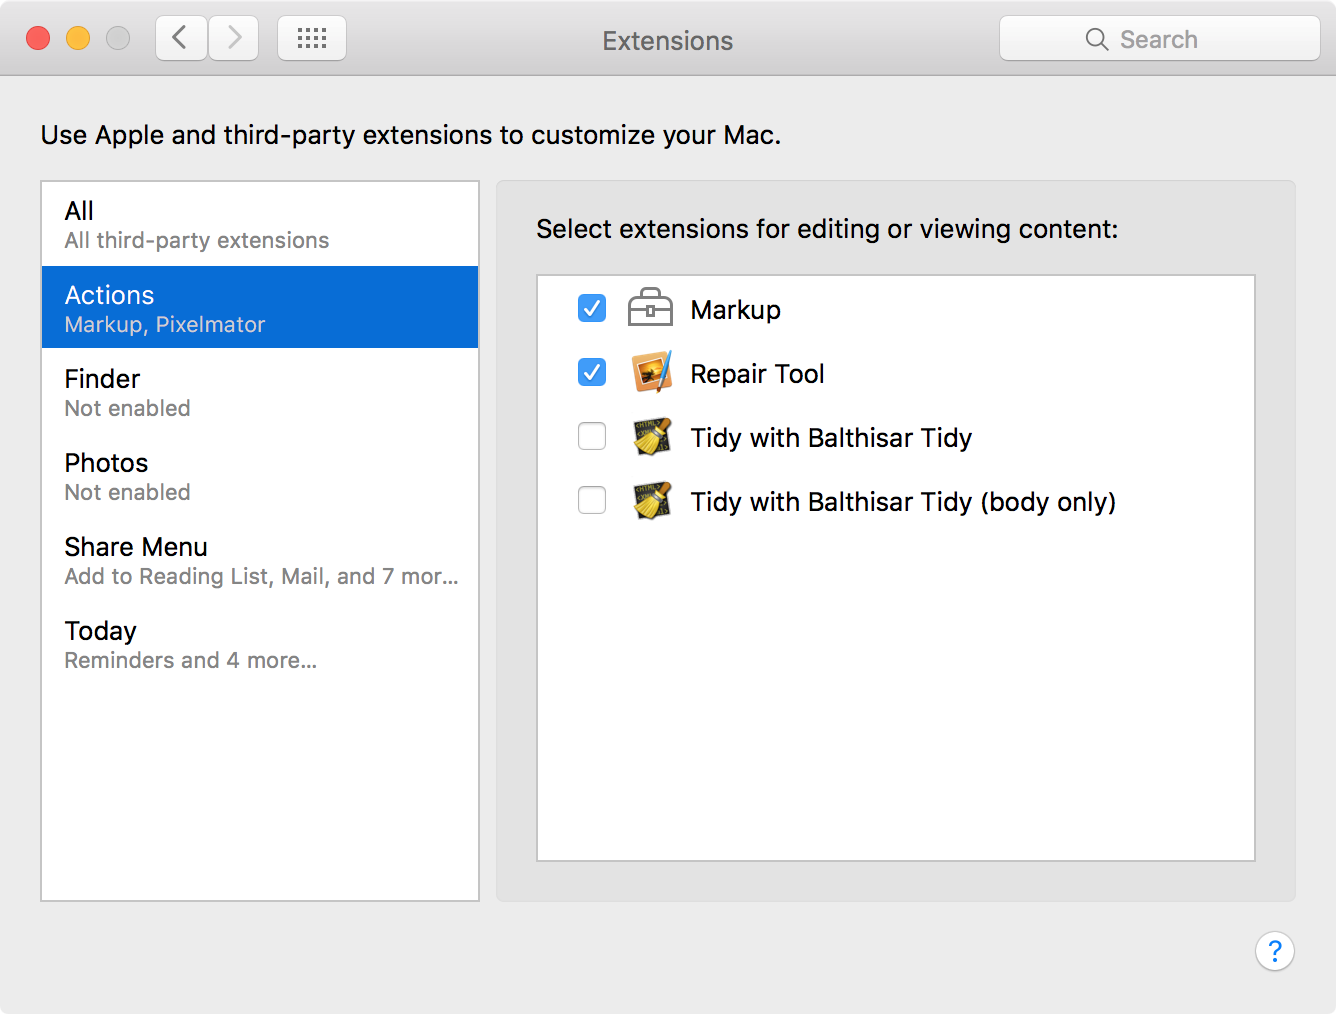 Extensions
Search
Use Apple and third-party extensions to customize your Mac.
All
All third-party extensions
Actions
Markup, Pixelmator
Finder
Not enabled
Photos
Not enabled
Share Menu
Add to Reading List, Mail, and 7 mor...
Today
Reminders and 4 more...
Select extensions for editing or viewing content:
Markup
Repair Tool
Tidy with Balthisar Tidy
Tidy with Balthisar Tidy (body only)
?